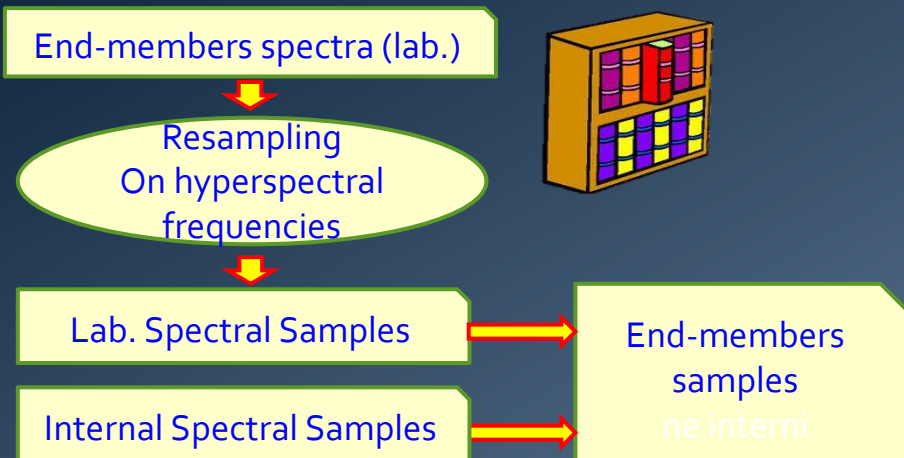 End-members spectra (lab.)
Resampling
On hyperspectral
frequencies
Lab. Spectral Samples
Internal Spectral Samples
End-members
samples
ne interni